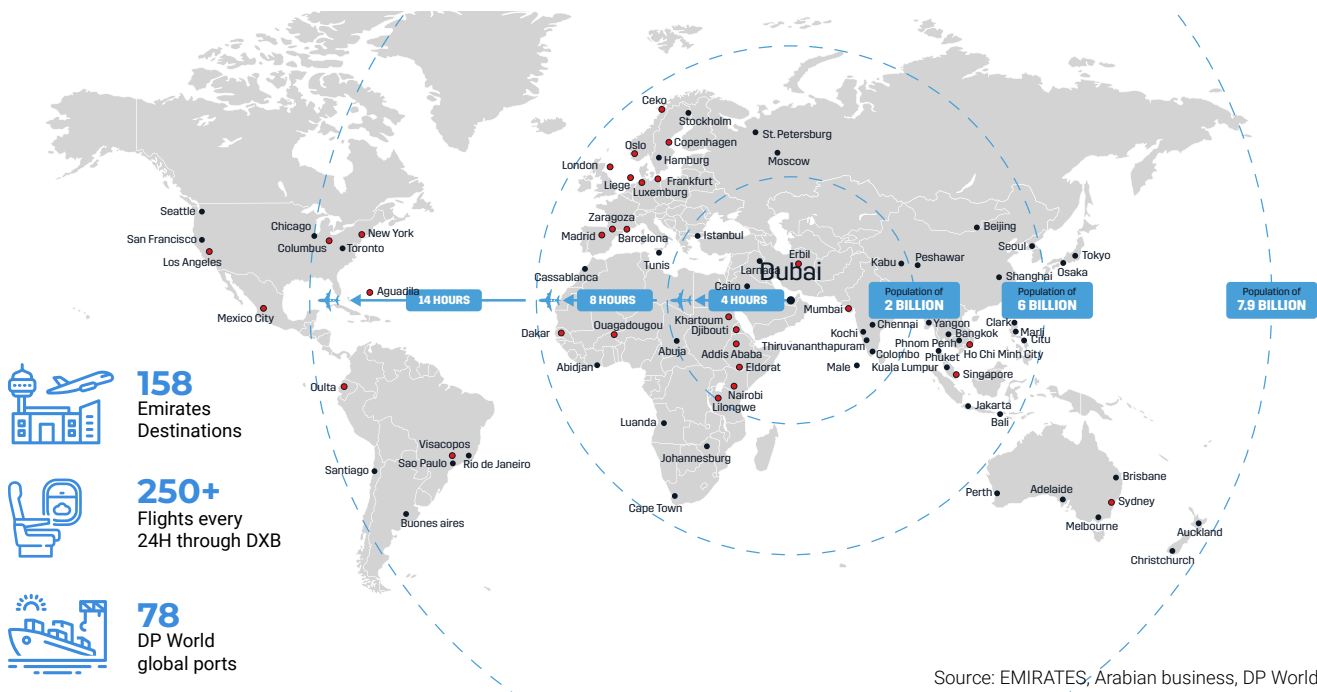 Ceko
Stockholm
St.Petersburg
Oslo
Copenhagen
Hamburg
Moscow
London
Liege
Frankfurt
Luxemburg
Seattle
Zaragoza
Chicago
New York
Madrid
Barcelona
Istanbul
Beijing
San Francisco
Columbus
Toronto
Seoul
Los Angeles
Tunis
Erbil
Tokyo
Cassablanca
Larnaca
Dubai
Kabu
Peshawar
Osaka
Cairo
Shanghai
Aguadila
14 HOURS
8 HOURS
4 HOURS
Population of
2 BILLION
Population of
6 BILLION
Population of
7.9 BILLION
Mexico City
Mumbai
Dakar
Ouagadougou
Khartoum
Djibouti
Chennai
Yangon
Clark
Kochi
Bangkok
Marji
Thiruvananthapuram
Phnom Penh
Citu
Abuja
Addis Ababa
Colombo
Phuket
Ho Chi Minh City
Abidjan
Eldorat
Male
Kuala Lumpur
Singapore
Oulta
Nairobi
Lilongwe
Jakarta
Bali
Luanda
Visacopos
Johannesburg
Santiago
Sao Paulo
Rio de Janeiro
Brisbane
Perth
Adelaide
Sydney
Cape Town
Buones aires
Melbourne
Auckland
Christchurch
158
Emirates
Destinations
250+
Flights every
24H through DXB
78
DP World
global ports
Source: EMIRATES, Arabian business, DP World